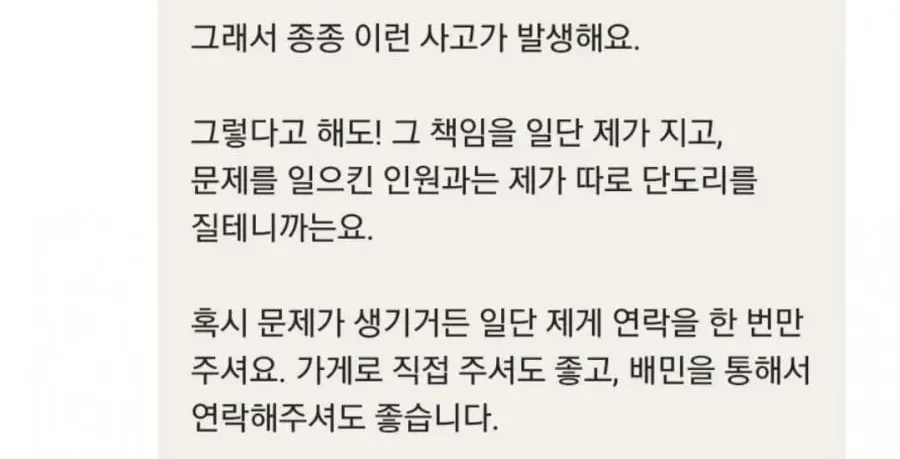 그래서 종종 이런 사고가 발생해요.
그렇다고 해도! 그 책임을 일단 제가 지고,
문제를 일으킨 인원과는 제가 따로 단도리를
질테니까는요.
혹시 문제가 생기거든 일단 제게 연락을 한 번만
주셔요. 가게로 직접 주셔도 좋고, 배민을 통해서
연락해주셔도 좋습니다.